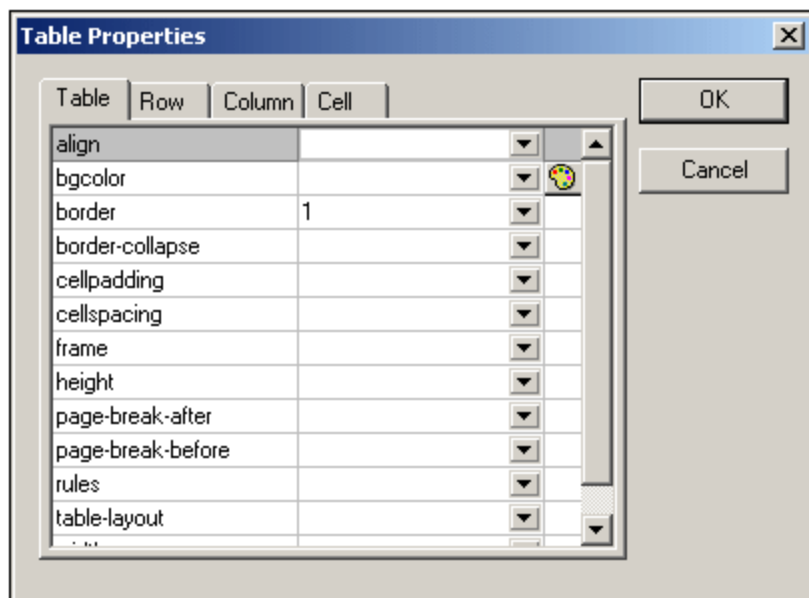 Table Properties
Table Row Column Cell
OK
Cancel
align
bgcolor
border 1
border-collapse
cellpadding
cellspacing
frame
height
page-break-after
page-break-before
rules
table-layout